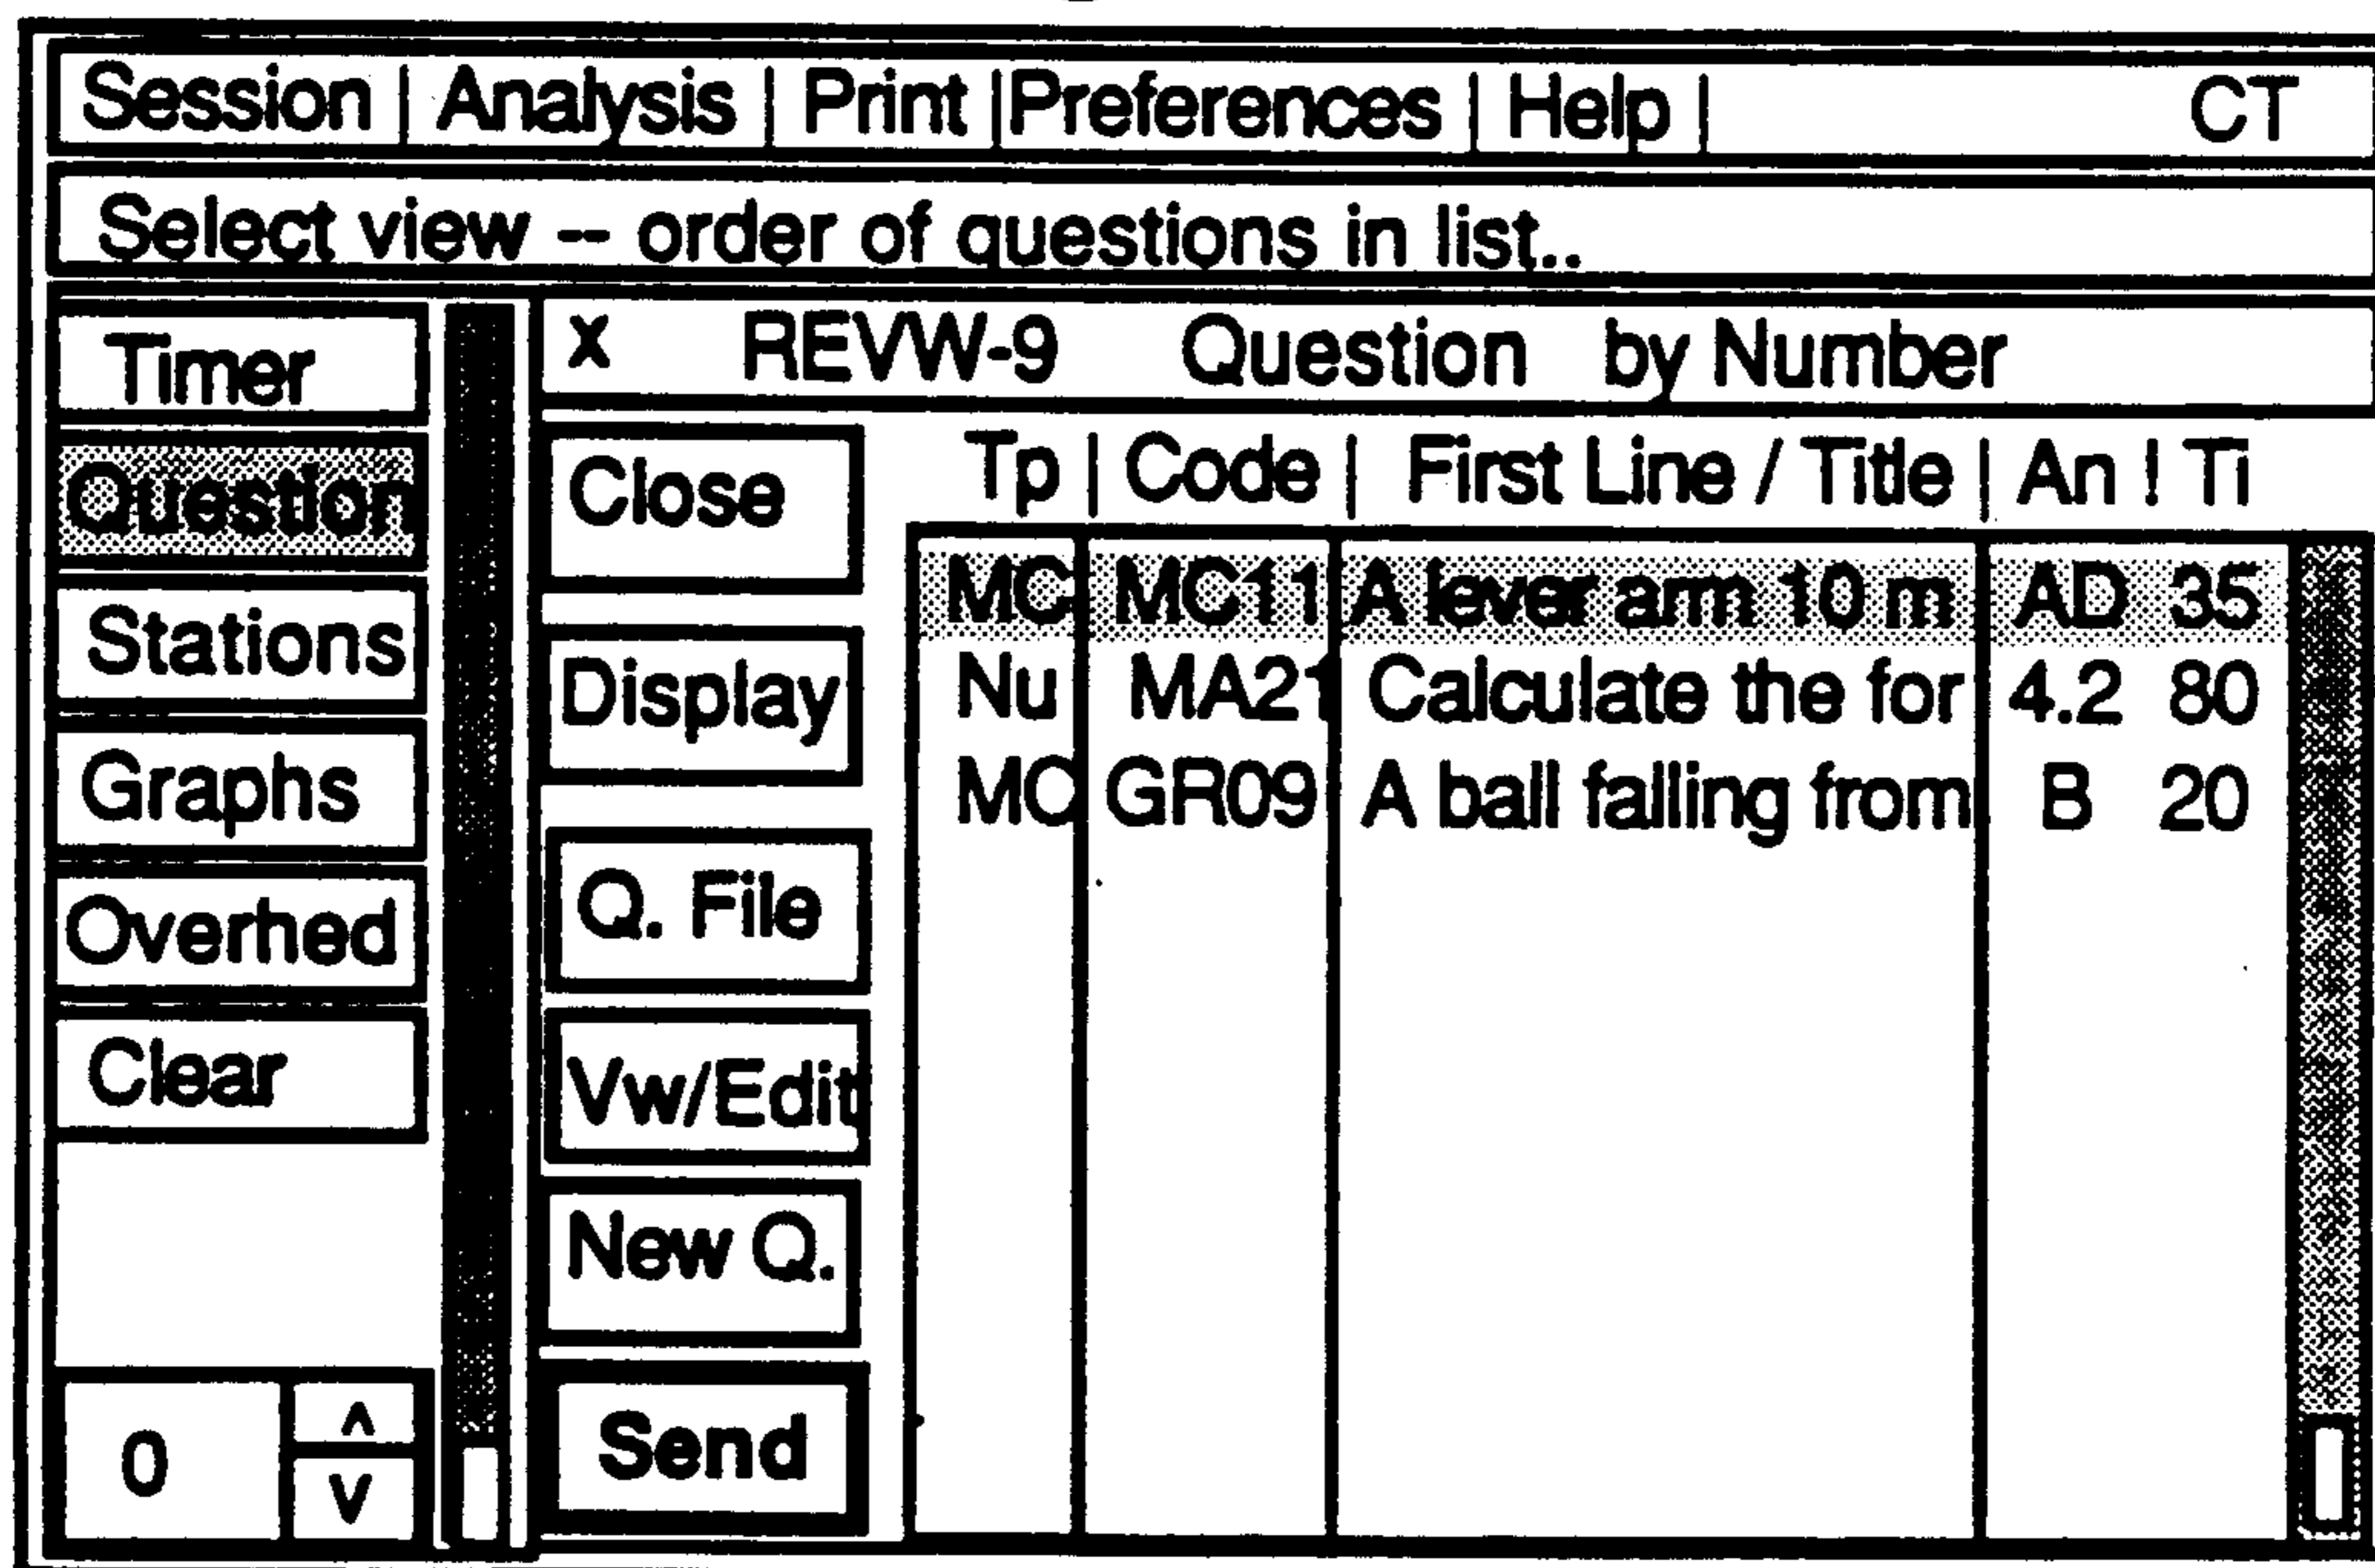 Session | Analysis | Print |Preferences | Help | CT
Select view -- order of questions in list..
Timer
Question
Stations
Graphs
Overhed
Clear
0
^
v
X REVW-9 Question by Number
Close
Display
Q. File
Vw/Edit
New Q.
Send
Tp | Code | First Line / Title | An ! Ti
MC MC11 A lever arm 10 m AD 35
Nu MA21 Calculate the for 4.2 80
MC GR09 A ball falling from B 20